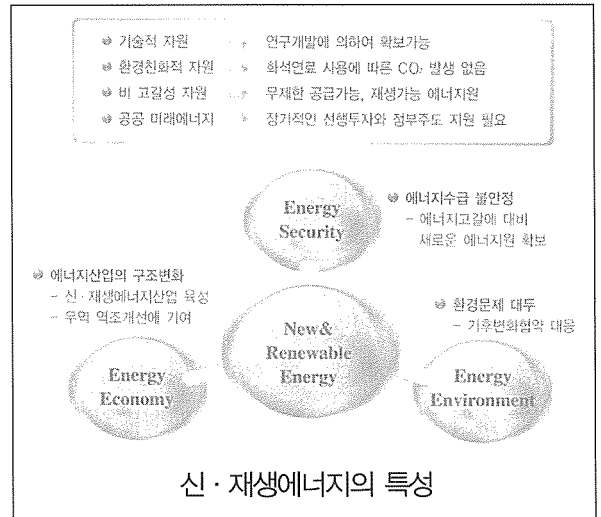 기술적 자원 연구개발에 의하여 확보가능
환경친화적 자원 화석연료 사용에 따른 CO₂ 발생 없음
비 고갈성 자원 무제한 공급가능, 재생가능 에너지원
공공 미래에너지 장기적인 선행투자와 정부주도 지원 필요
Energy
Security
에너지수급 불안정
- 에너지고갈에 대비
새로운 에너지원 확보
에너지산업의 구조변화
- 신·재생에너지산업 육성
- 무역 역조개선에 기여
New&
Renewable
Energy
환경문제 대두
- 기후변화협약 대응
Energy
Economy
Energy
Environment
신·재생에너지의 특성